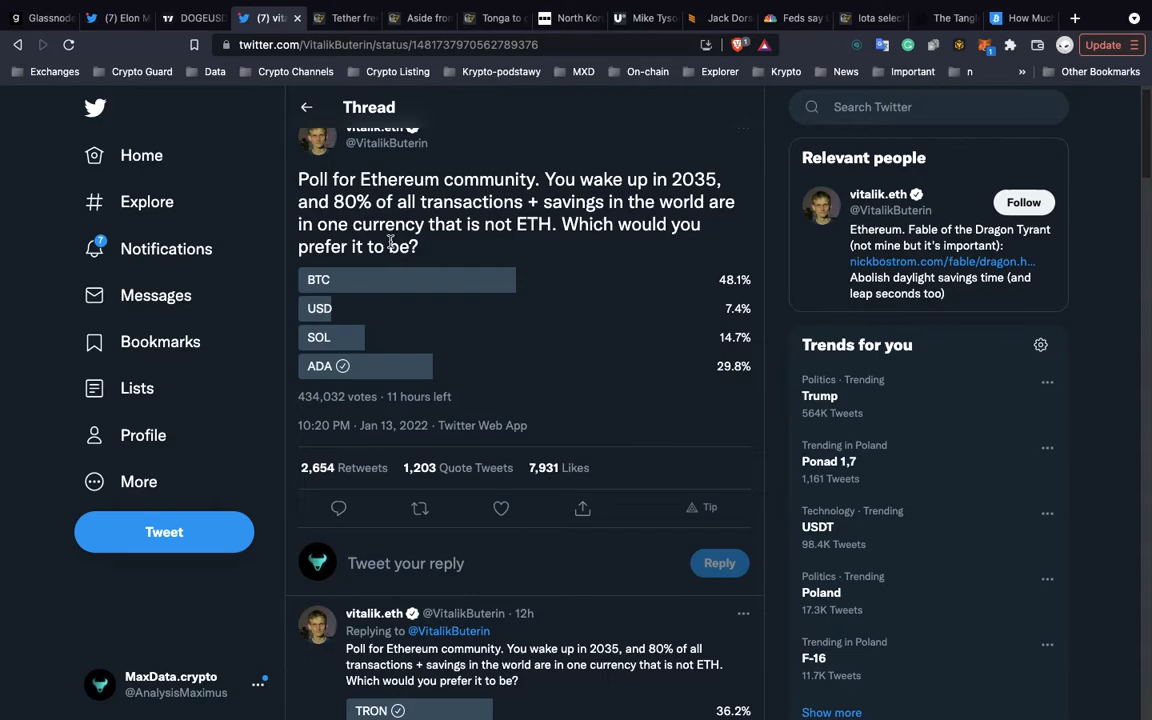 Glassnode
(7) Elon M
DOGEUSD
(7) vita
Tether fre
Aside from
Tonga to c
North Kor
Mike Tyso
Jack Dors
Feds say
Iota select
The Tangl
How Much
twitter.com/VitalikButerin/status/1481737970562789376
Update
Exchanges
Crypto Guard
Data
Crypto Channels
Crypto Listing
Krypto-podstawy
MXD
On-chain
Explorer
Krypto
News
Important
n
»
Other Bookmarks
Home
Explore
7
Notifications
Messages
Bookmarks
Lists
Profile
More
Tweet
MaxData.crypto
@AnalysisMaximus
Thread
vitalik.eth
@VitalikButerin
Poll for Ethereum community. You wake up in 2035,
and 80% of all transactions + savings in the world are
in one currency that is not ETH. Which would you
prefer it to be?
BTC 48.1%
USD 7.4%
SOL 14.7%
ADA 29.8%
434,032 votes · 11 hours left
10:20 PM · Jan 13, 2022 · Twitter Web App
2,654 Retweets 1,203 Quote Tweets 7,931 Likes
Tip
Tweet your reply
Reply
vitalik.eth @VitalikButerin · 12h
Replying to @VitalikButerin
Poll for Ethereum community. You wake up in 2035, and 80% of all
transactions + savings in the world are in one currency that is not ETH.
Which would you prefer it to be?
TRON 36.2%
Search Twitter
Relevant people
vitalik.eth
@VitalikButerin
Follow
Ethereum. Fable of the Dragon Tyrant
(not mine but it's important):
nickbostrom.com/fable/dragon.h...
Abolish daylight savings time (and
leap seconds too)
Trends for you
Politics · Trending
Trump
564K Tweets
Trending in Poland
Ponad 1,7
1,161 Tweets
Technology · Trending
USDT
98.4K Tweets
Politics · Trending
Poland
17.3K Tweets
Trending in Poland
F-16
11.7K Tweets
Show more